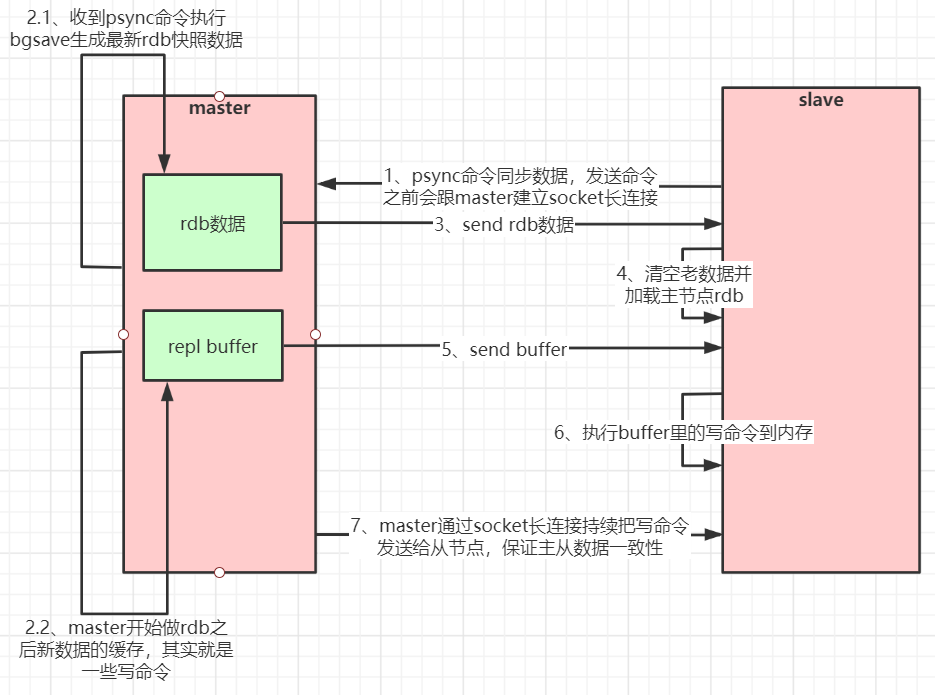 2.1、收到psync命令执行
bgsave生成最新rdb快照数据
master
slave
1、psync命令同步数据，发送命令
之前会跟master建立socket长连接
rdb数据
3、send rdb数据
4、清空老数据并
加载主节点rdb
repl buffer
5、send buffer
6、执行buffer里的写命令到内存
7、master通过socket长连接持续把写命令
发送给从节点，保证主从数据一致性
2.2、master开始做rdb之
后新数据的缓存，其实就是
一些写命令